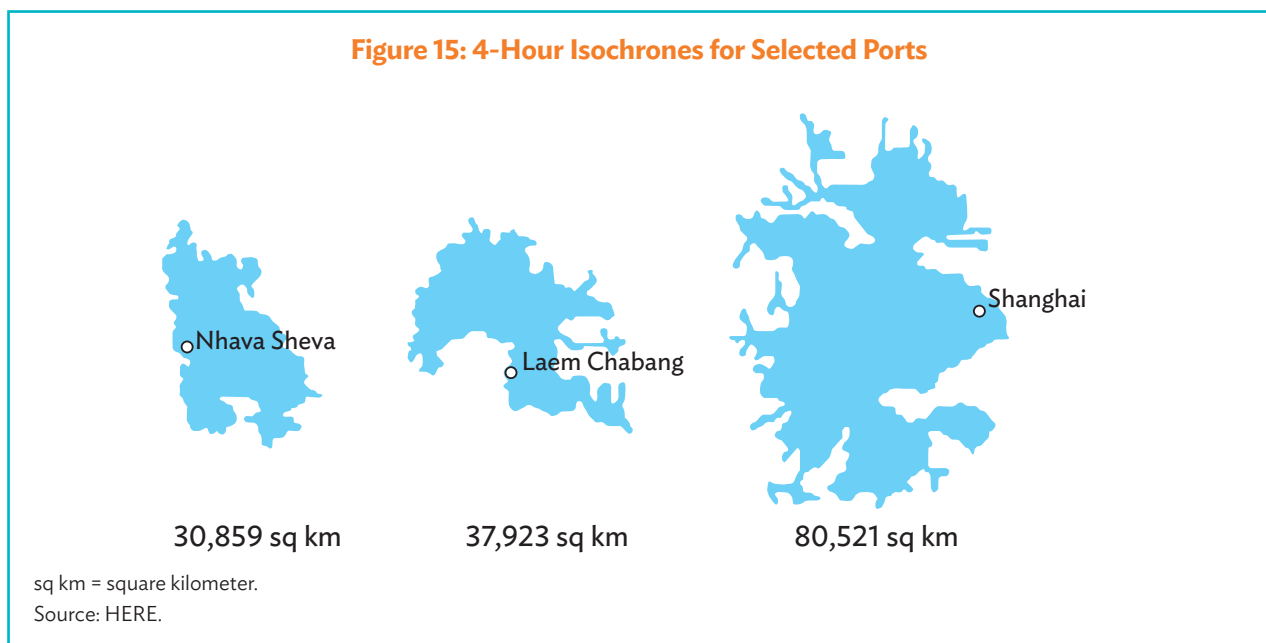 Figure 15: 4-Hour Isochrones for Selected Ports
Shanghai
Nhava Sheva
Laem Chabang
30,859 sq km
37,923 sq km
80,521 sq km
sq km = square kilometer.
Source: HERE.